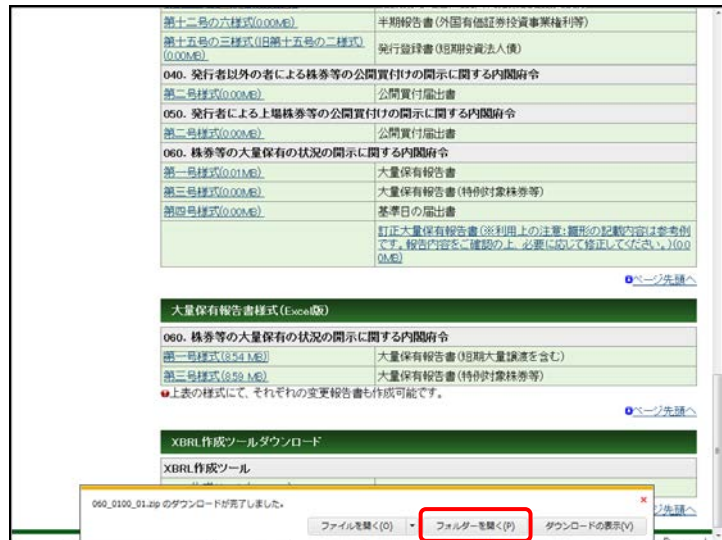 第十二号の六様式(0.00MB)
半期報告書(外国有価証券投資事業権利等)
第十五号の三様式(旧第十五号の二様式)
(0.00MB)
発行登録書(短期投資法人債)
040. 発行者以外の者による株券等の公開買付けの開示に関する内閣府令
第二号様式(0.00MB)
公開買付届出書
050. 発行者による上場株券等の公開買付けの開示に関する内閣府令
第二号様式(0.00MB)
公開買付届出書
060. 株券等の大量保有の状況の開示に関する内閣府令
第一号様式(0.01MB)
大量保有報告書
第三号様式(0.00MB)
大量保有報告書(特例対象株券等)
第四号様式(0.00MB)
基準日の届出書
訂正大量保有報告書(※利用上の注意:雛形の記載内容は参考例
です。報告内容をご確認の上、必要に応じて修正してください。)(0.0
0MB)
ページ先頭へ
大量保有報告書様式(Excel版)
060. 株券等の大量保有の状況の開示に関する内閣府令
第一号様式(8.54 MB)
大量保有報告書(短期大量譲渡を含む)
第三号様式(8.59 MB)
大量保有報告書(特例対象株券等)
上表の様式にて、それぞれの変更報告書も作成可能です。
ページ先頭へ
XBRL作成ツールダウンロード
XBRL作成ツール
060_0100_01.zip のダウンロードが完了しました。
×
ファイルを開く(O)
フォルダーを開く(P)
ダウンロードの表示(V)
ジ先頭へ